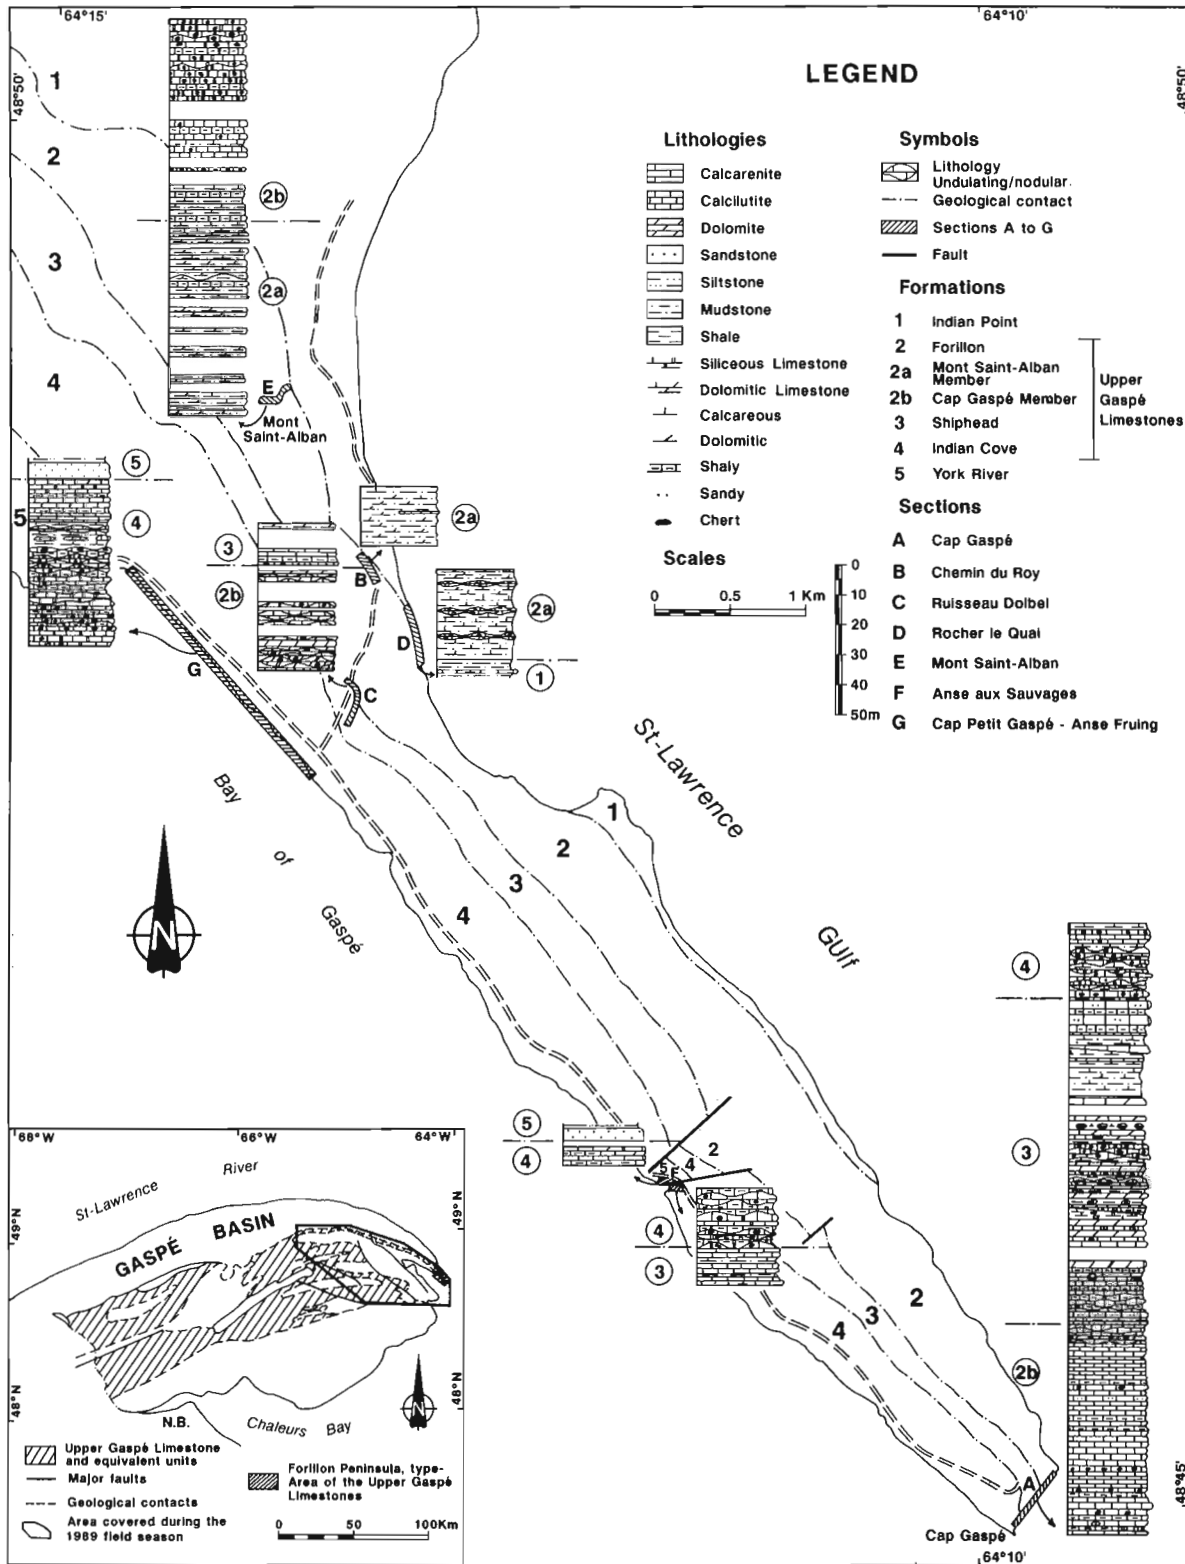 64°15'
64°10'
48°50'
48°50'
LEGEND
Lithologies
Calcarenite
Calcilutite
Dolomite
Sandstone
Siltstone
Mudstone
Shale
Siliceous Limestone
Dolomitic Limestone
Calcareous
Dolomitic
Shaly
Sandy
Chert
Scales
0 0.5 1 Km
0
10
20
30
40
50m
Symbols
Lithology
Undulating/nodular.
Geological contact
Sections A to G
Fault
Formations
1 Indian Point
2 Forillon
2a Mont Saint-Alban
Member
2b Cap Gaspé Member
3 Shiphead
4 Indian Cove
5 York River
Upper
Gaspé
Limestones
Sections
A Cap Gaspé
B Chemin du Roy
C Ruisseau Dolbel
D Rocher le Quai
E Mont Saint-Alban
F Anse aux Sauvages
G Cap Petit Gaspé - Anse Fruing
1
2
3
4
5
2b
2a
E
Mont
Saint-Alban
5
4
3
2b
B
2a
D
2a
1
C
G
Bay
of
Gaspé
St-Lawrence
GUlf
1
2
3
4
N
5
4
2
4
5
F
4
3
2
3
4
4
3
2b
A
Cap Gaspé
64°10'
48°45'
68°W
66°W
64°W
St-Lawrence
River
GASPÉ BASIN
49°N
49°N
48°N
48°N
N
N.B.
Chaleurs Bay
Upper Gaspé Limestone
and equivalent units
Major faults
Geological contacts
Area covered during the
1989 field season
Forillon Peninsula, type-
Area of the Upper Gaspé
Limestones
0 50 100Km